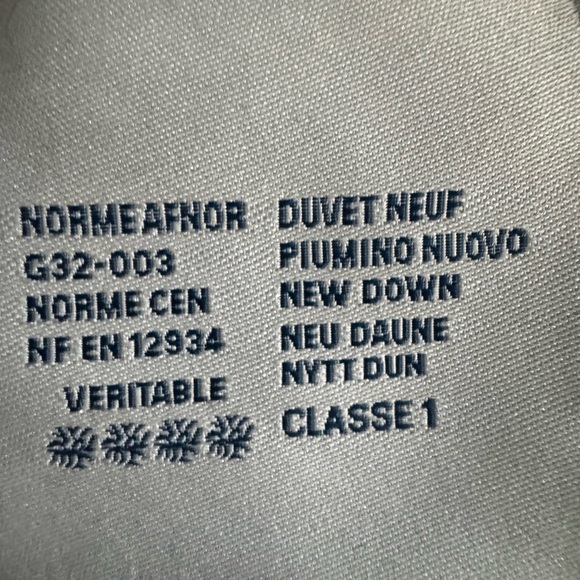 NORME AFNOR
G32-003
NORME CEN
NF EN 12934
VERITABLE
DUVET NEUF
PIUMINO NUOVO
NEW DOWN
NEU DAUNE
NYTT DUN
CLASSE 1